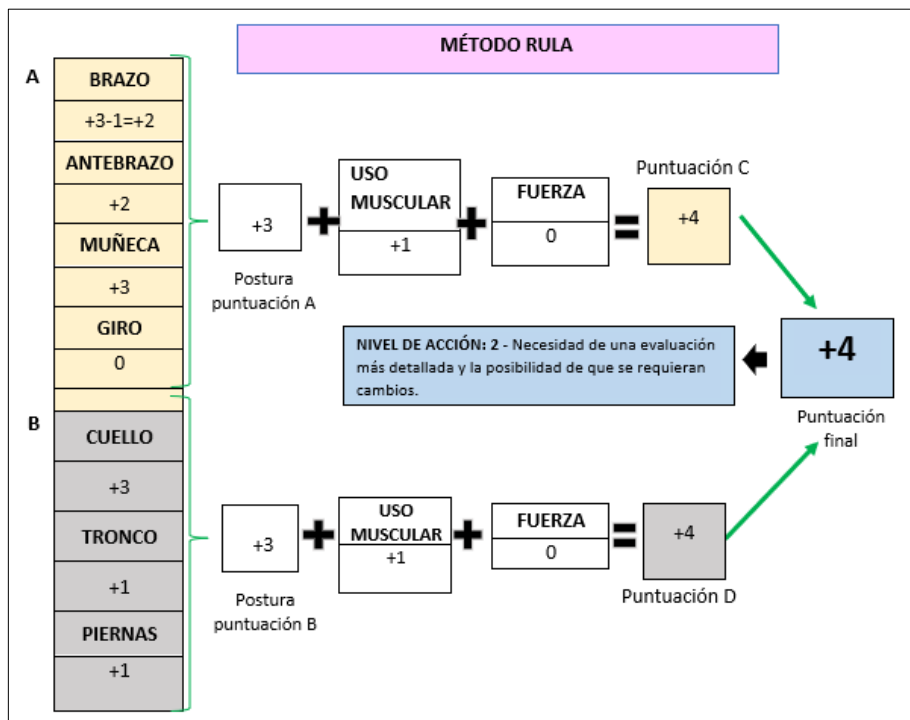 MÉTODO RULA
A
BRAZO
+3-1=+2
ANTEBRAZO
+2
MUÑECA
+3
GIRO
0
+3
Postura
puntuación A
USO
MUSCULAR
+1
FUERZA
0
Puntuación C
+4
NIVEL DE ACCIÓN: 2 - Necesidad de una evaluación
más detallada y la posibilidad de que se requieran
cambios.
+4
Puntuación
final
B
CUELLO
+3
TRONCO
+1
PIERNAS
+1
+3
Postura
puntuación B
USO
MUSCULAR
+1
FUERZA
0
+4
Puntuación D